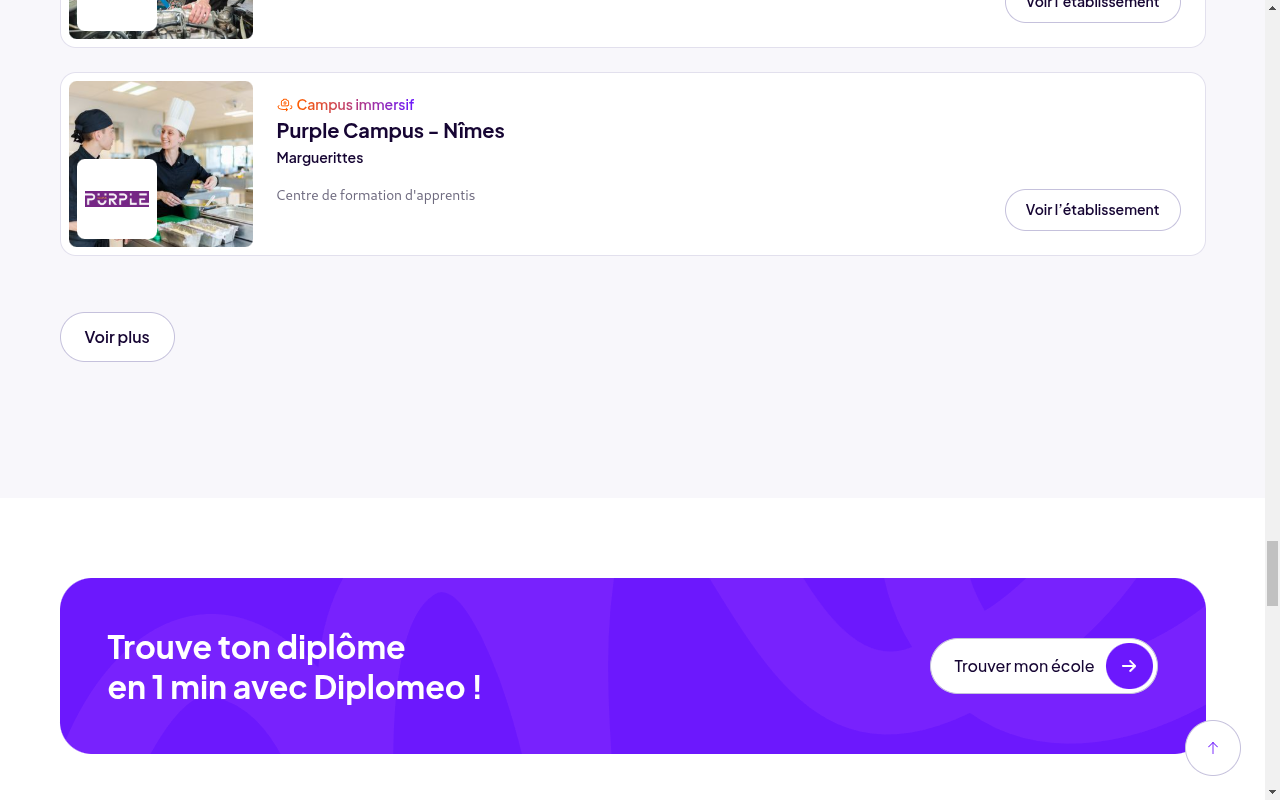 Voir l’établissement
Campus immersif
Purple Campus - Nîmes
Marguerittes
Centre de formation d'apprentis
PURPLE
Voir l’établissement
Voir plus
Trouve ton diplôme
en 1 min avec Diplomeo !
Trouver mon école